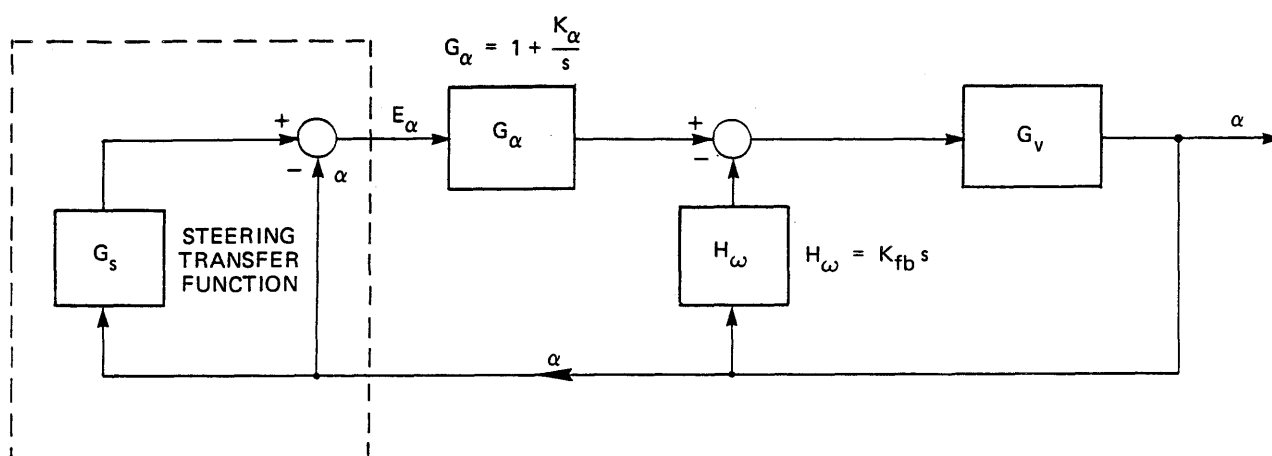 G_α = 1 + K_α/s
+
E_α
G_α
+
G_v
α
−
α
−
G_s
STEERING
TRANSFER
FUNCTION
H_ω
H_ω = K_fb s
α